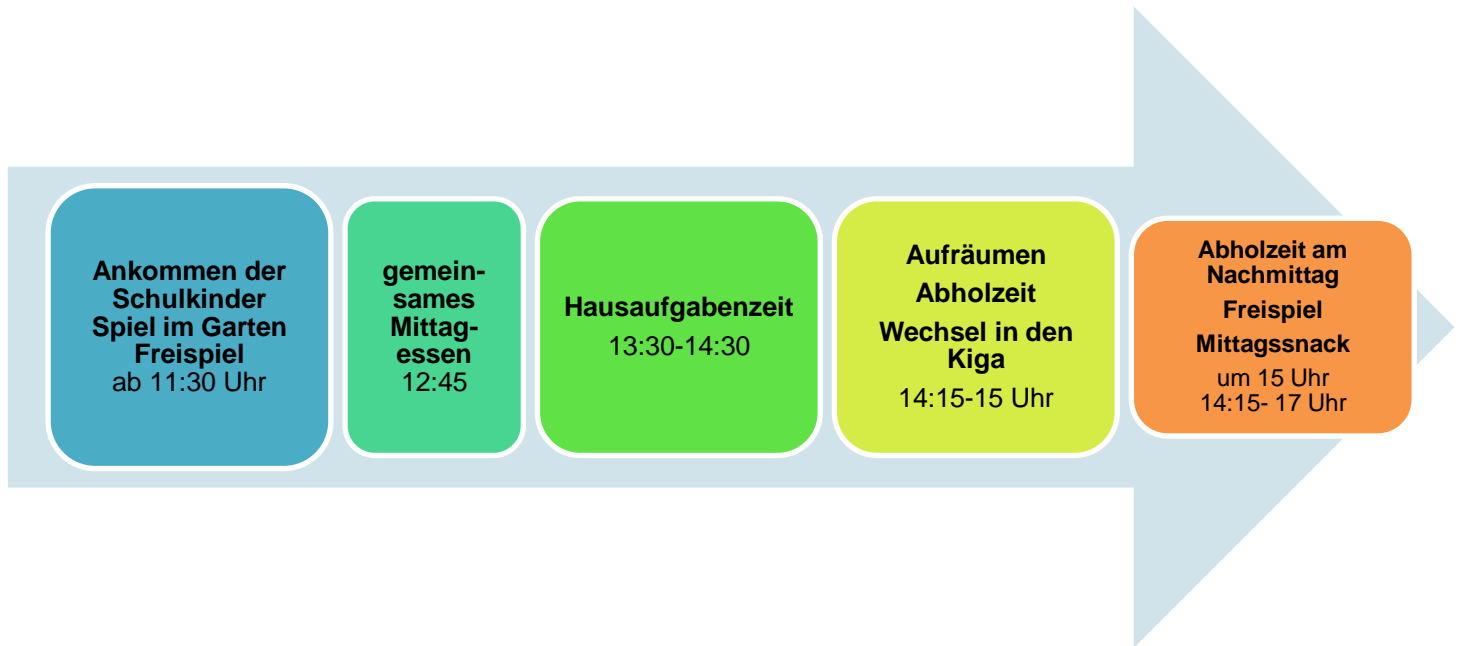 Ankommen der
Schulkinder
Spiel im Garten
Freispiel
ab 11:30 Uhr
gemein-
sames
Mittag-
essen
12:45
Hausaufgabenzeit
13:30-14:30
Aufräumen
Abholzeit
Wechsel in den
Kiga
14:15-15 Uhr
Abholzeit am
Nachmittag
Freispiel
Mittagssnack
um 15 Uhr
14:15- 17 Uhr